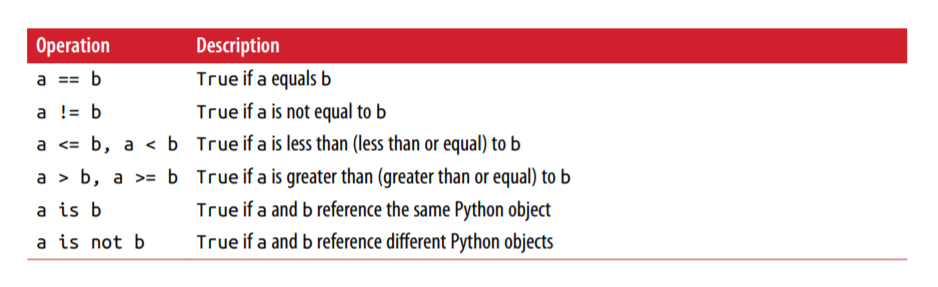 Operation Description
a == b True if a equals b
a != b True if a is not equal to b
a <= b, a < b True if a is less than (less than or equal) to b
a > b, a >= b True if a is greater than (greater than or equal) to b
a is b True if a and b reference the same Python object
a is not b True if a and b reference different Python objects